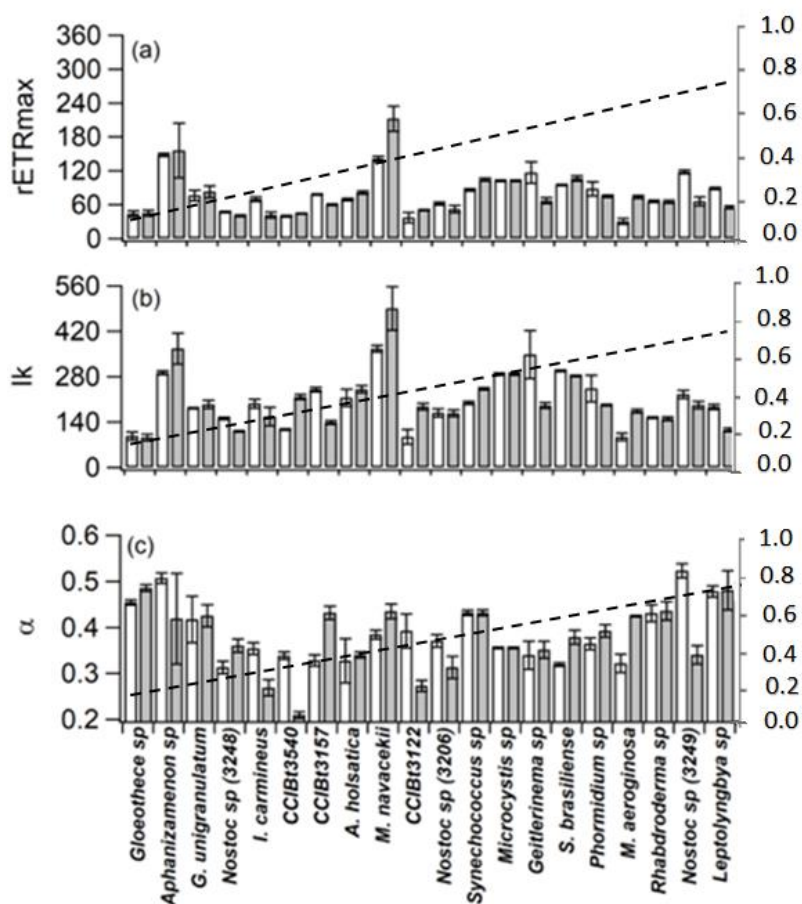 (a)
rETRmax
360
300
240
180
120
60
0
1.0
0.8
0.6
0.4
0.2
0.0
(b)
Ik
560
420
280
140
0
1.0
0.8
0.6
0.4
0.2
0.0
(c)
α
0.6
0.5
0.4
0.3
0.2
1.0
0.8
0.6
0.4
0.2
0.0
Gloeothece sp
Aphanizamenon sp
G. unigranulatum
Nostoc sp (3248)
I. carmineus
CCIBt3540
CCIBt3157
A. holsatica
M. navacekii
CCIBt3122
Nostoc sp (3206)
Synechococcus sp
Microcystis sp
Geitlerinema sp
S. brasiliense
Phormidium sp
M. aeroginosa
Rhabdroderma sp
Nostoc sp (3249)
Leptolyngbya sp